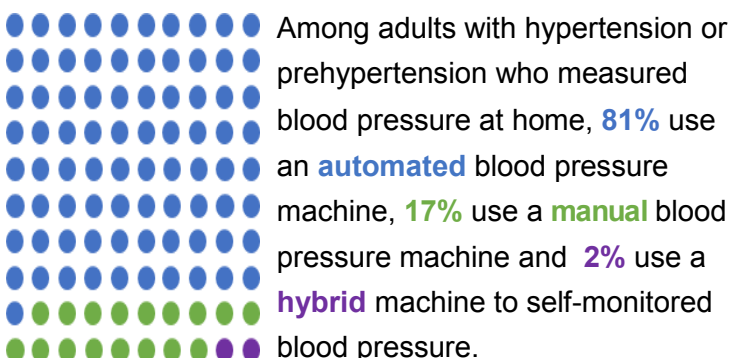 Among adults with hypertension or
prehypertension who measured
blood pressure at home, 81% use
an automated blood pressure
machine, 17% use a manual blood
pressure machine and 2% use a
hybrid machine to self-monitored
blood pressure.